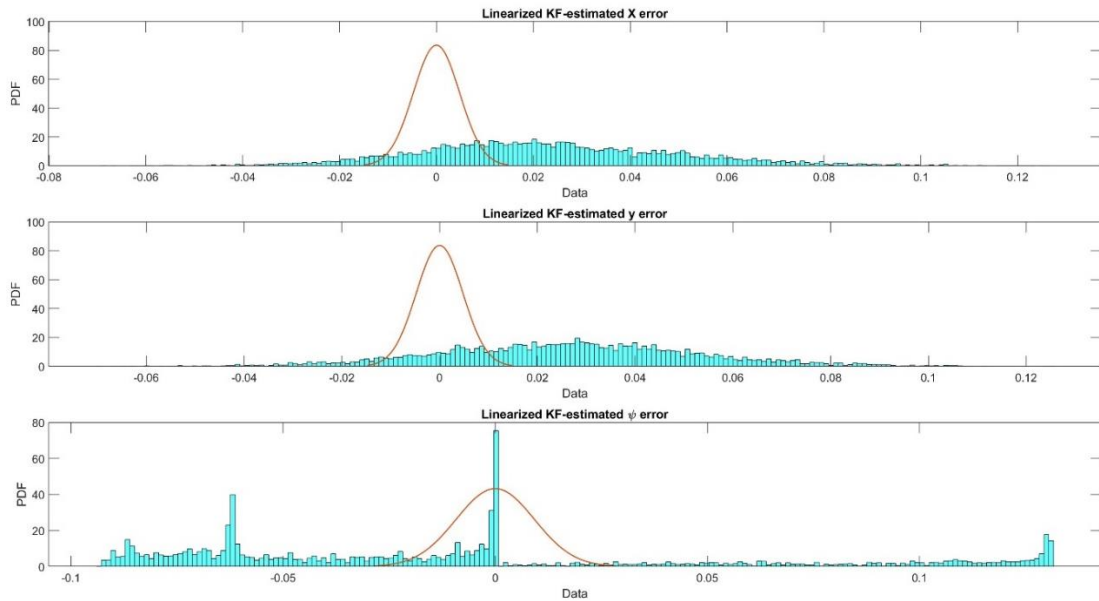 Linearized KF-estimated X error
100
80
60
40
20
0
PDF
-0.08 -0.06 -0.04 -0.02 0 0.02 0.04 0.06 0.08 0.1 0.12
Data
Linearized KF-estimated y error
100
80
60
40
20
0
PDF
-0.06 -0.04 -0.02 0 0.02 0.04 0.06 0.08 0.1 0.12
Data
Linearized KF-estimated ψ error
80
60
40
20
0
PDF
-0.1 -0.05 0 0.05 0.1
Data